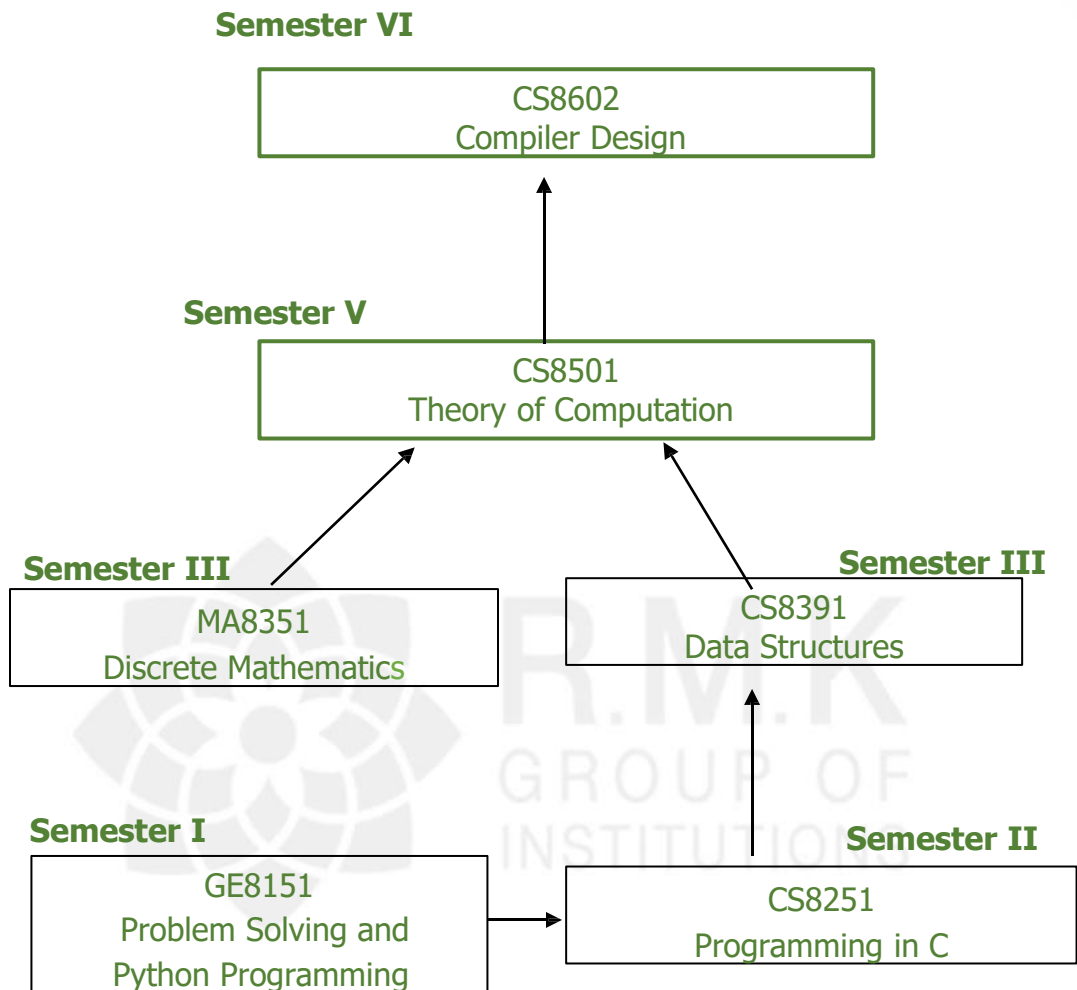 Semester VI
CS8602
Compiler Design
Semester V
CS8501
Theory of Computation
Semester III
MA8351
Discrete Mathematics
Semester III
CS8391
Data Structures
R.M.K
GROUP OF
INSTITUTIONS
Semester I
GE8151
Problem Solving and
Python Programming
Semester II
CS8251
Programming in C